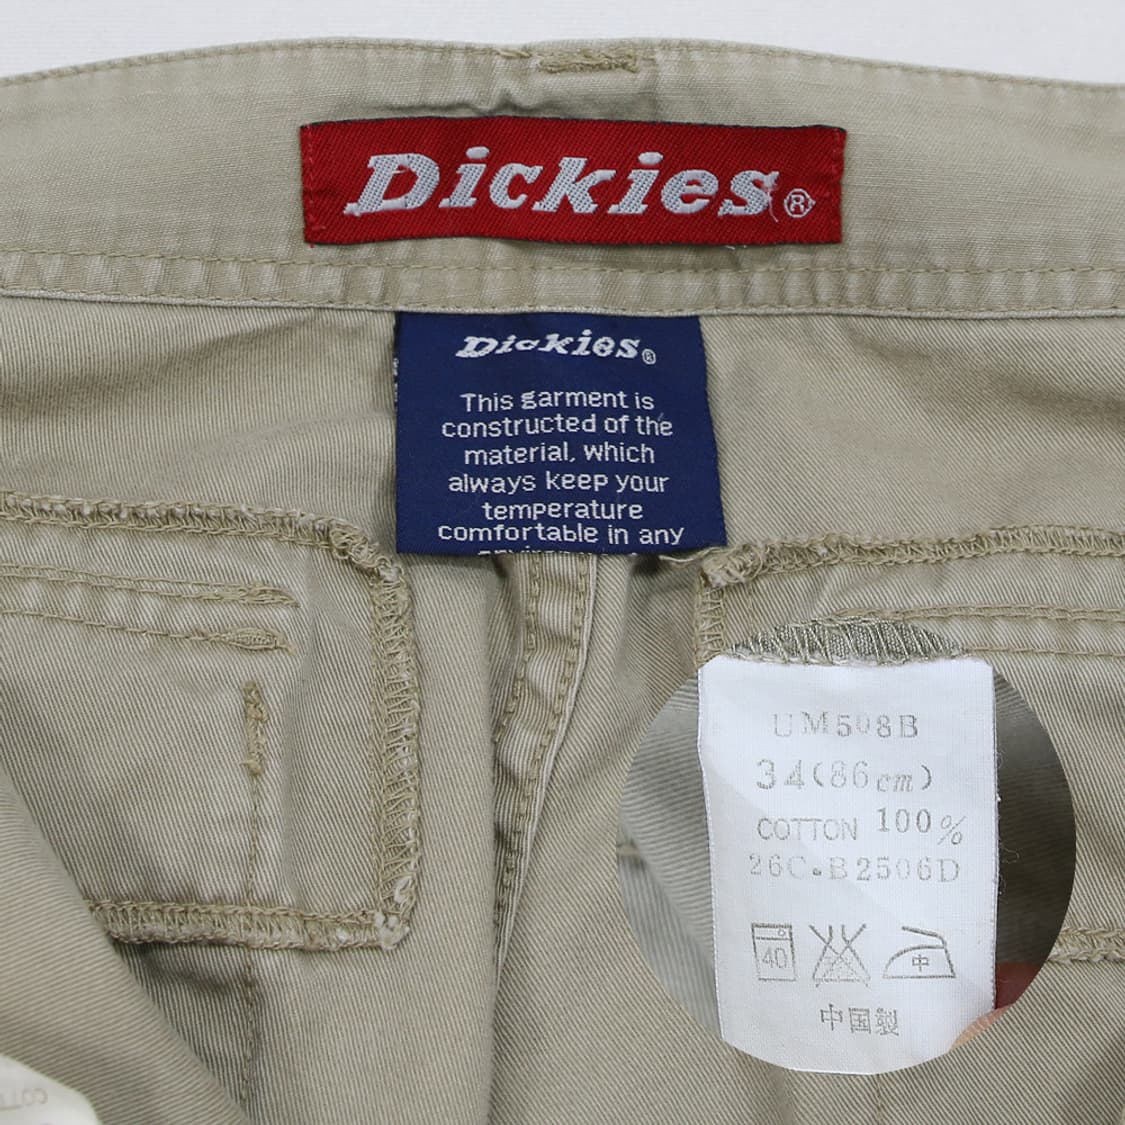 Dickies®
Dickies®
This garment is
constructed of the
material, which
always keep your
temperature
comfortable in any
UM508B
34(86cm)
COTTON 100%
26C.B2506D
40
中
中国製